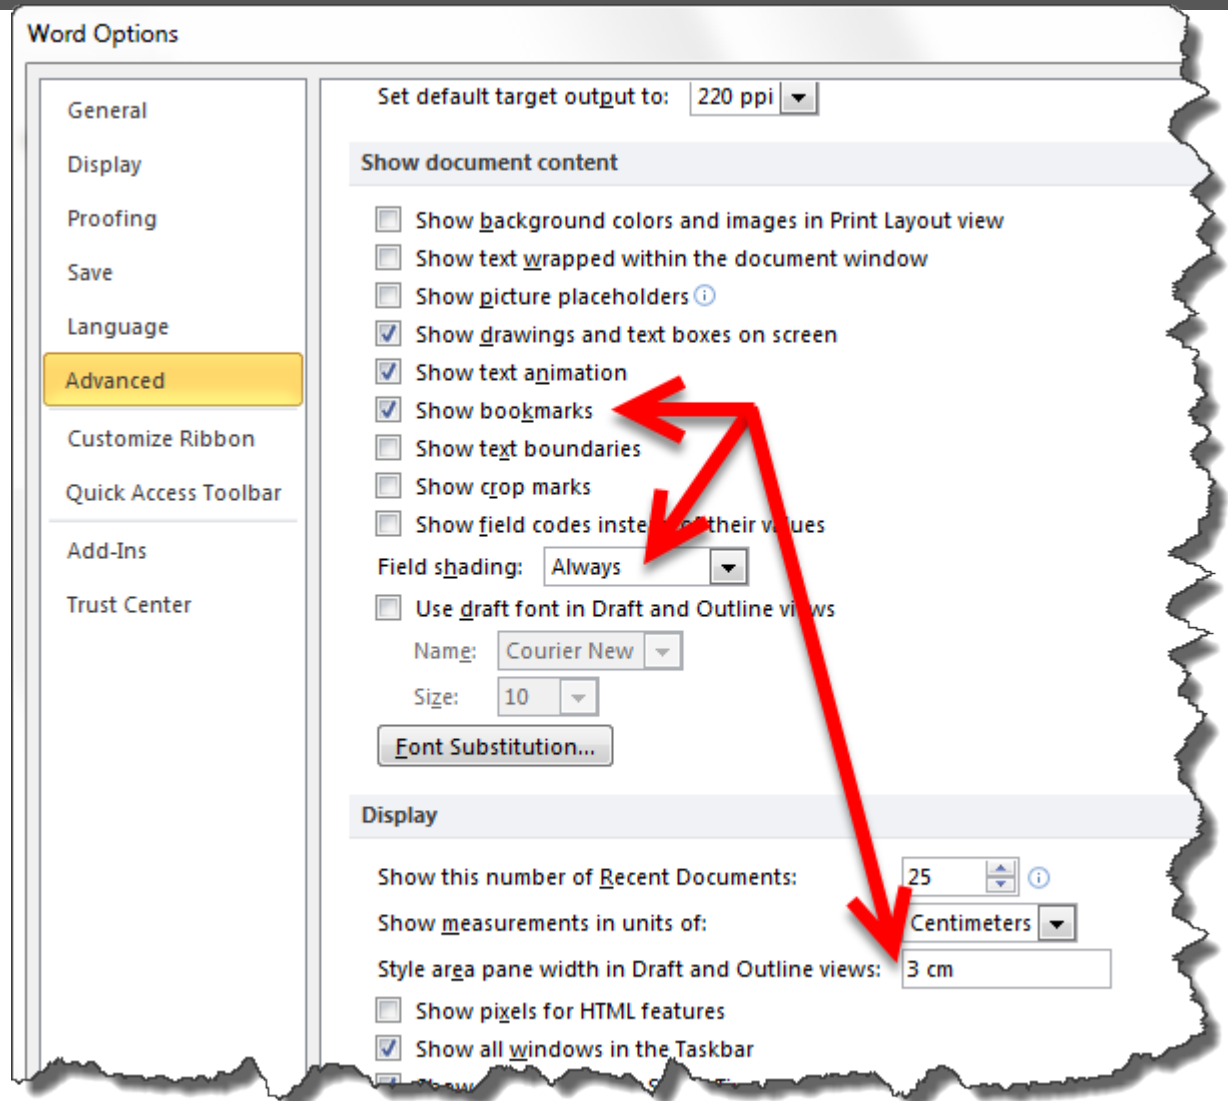 Word Options
General
Display
Proofing
Save
Language
Advanced
Customize Ribbon
Quick Access Toolbar
Add-Ins
Trust Center
Set default target output to: 220 ppi
Show document content
Show background colors and images in Print Layout view
Show text wrapped within the document window
Show picture placeholders
Show drawings and text boxes on screen
Show text animation
Show bookmarks
Show text boundaries
Show crop marks
Show field codes instead of their values
Field shading: Always
Use draft font in Draft and Outline views
Name: Courier New
Size: 10
Font Substitution...
Display
Show this number of Recent Documents: 25
Show measurements in units of: Centimeters
Style area pane width in Draft and Outline views: 3 cm
Show pixels for HTML features
Show all windows in the Taskbar
Show